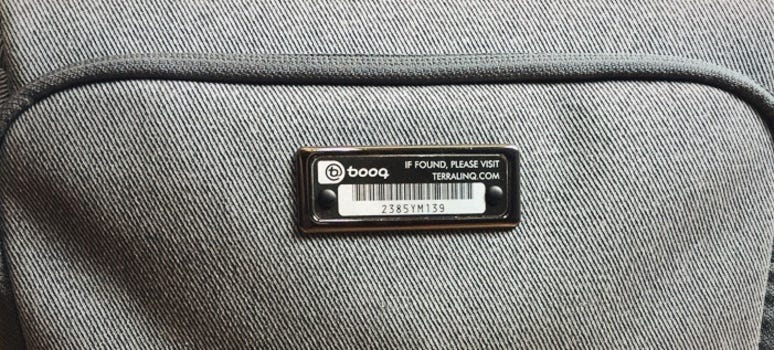 booq
IF FOUND, PLEASE VISIT
TERRALINQ.COM
2385YM139